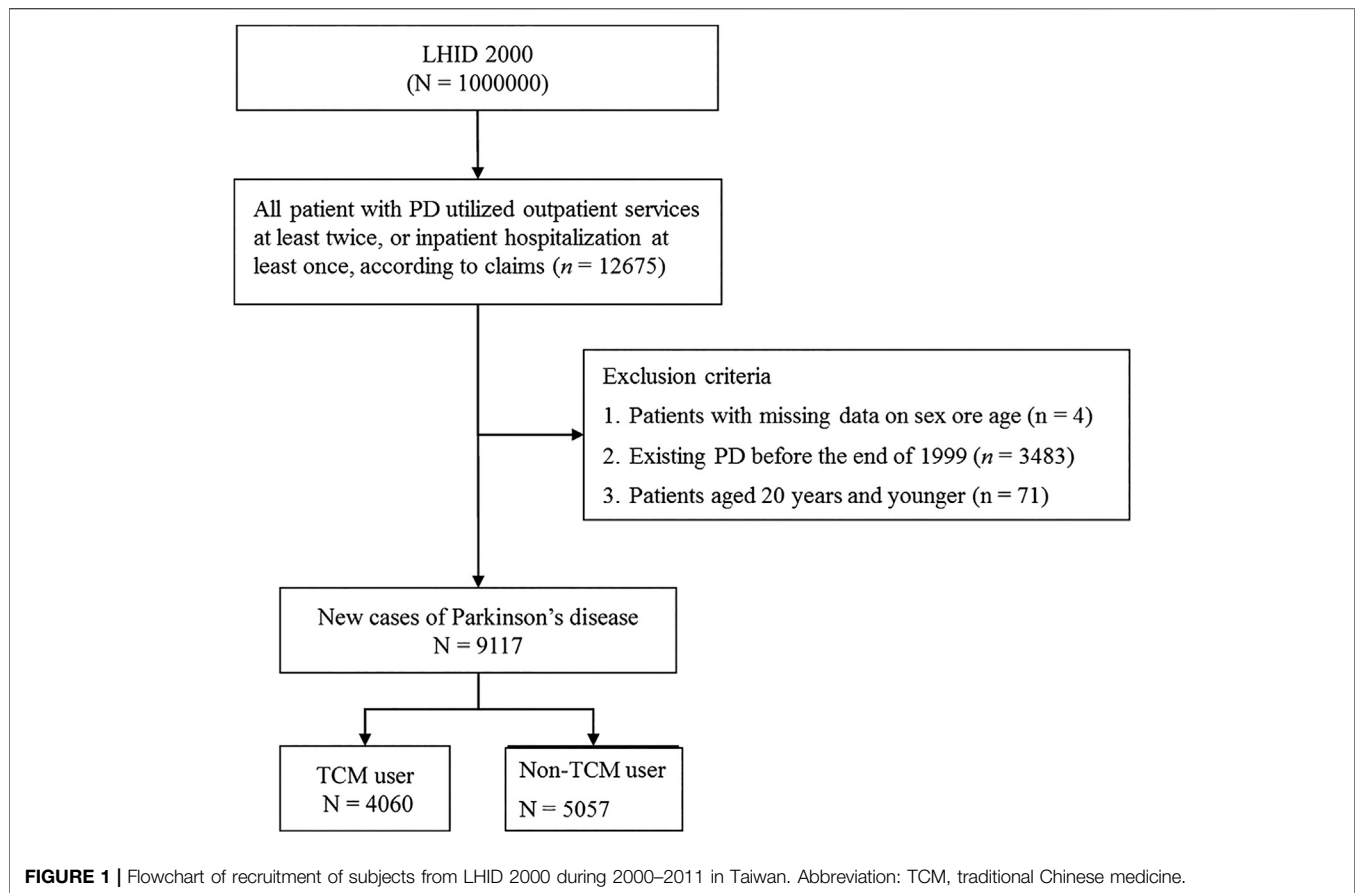 LHID 2000
(N = 1000000)
All patient with PD utilized outpatient services
at least twice, or inpatient hospitalization at
least once, according to claims (n = 12675)
Exclusion criteria
1. Patients with missing data on sex ore age (n = 4)
2. Existing PD before the end of 1999 (n = 3483)
3. Patients aged 20 years and younger (n = 71)
New cases of Parkinson’s disease
N = 9117
TCM user
N = 4060
Non-TCM user
N = 5057
FIGURE 1 | Flowchart of recruitment of subjects from LHID 2000 during 2000–2011 in Taiwan. Abbreviation: TCM, traditional Chinese medicine.